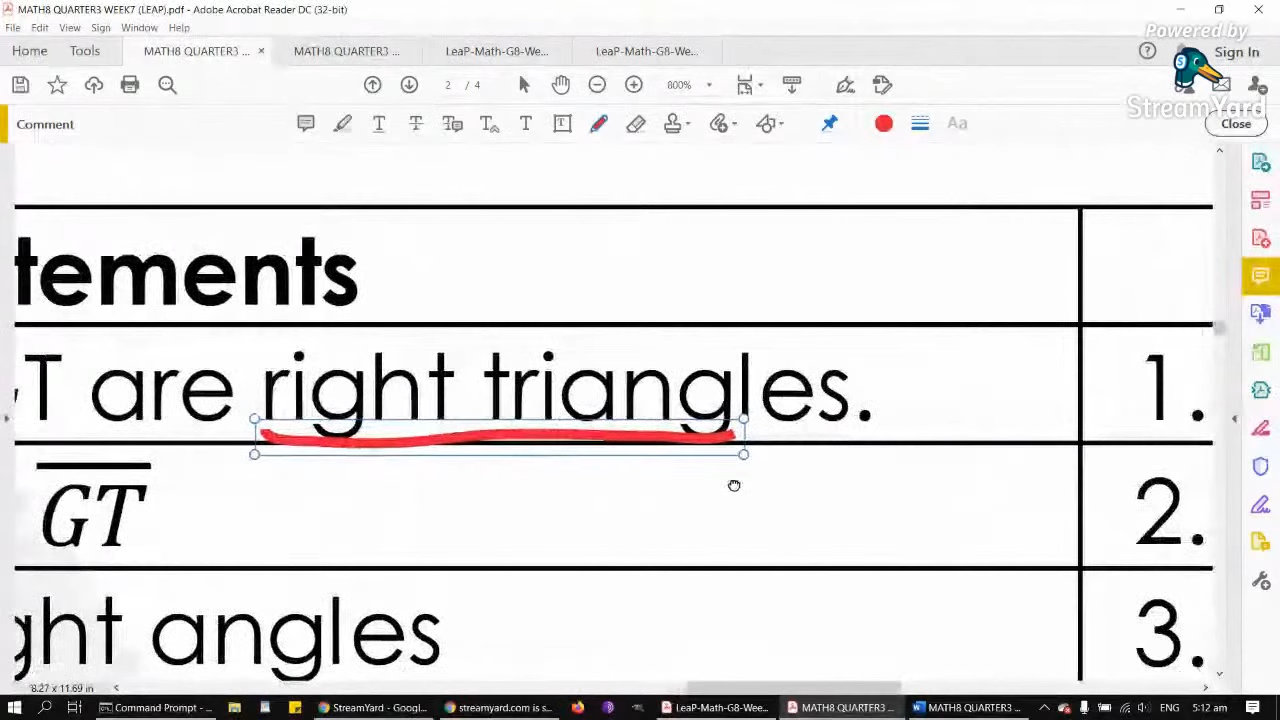 MATH8 QUARTER3 WEEK7 (LEAP).pdf - Adobe Acrobat Reader DC (32-bit)
File Edit View Sign Window Help
Powered by
StreamYard
Home Tools MATH8 QUARTER3 ... × MATH8 QUARTER3 ... LeaP-Math-G8-We... LeaP-Math-G8-We... Sign In
2 / 4 800%
Comment Aa Close
tements
T are right triangles. 1.
GT 2.
ght angles 3.
8.27 x 11.69 in
Command Prompt - ... StreamYard - Googl... streamyard.com is s... LeaP-Math-G8-Wee... MATH8 QUARTER3 ... MATH8 QUARTER3 ... ENG 5:12 am